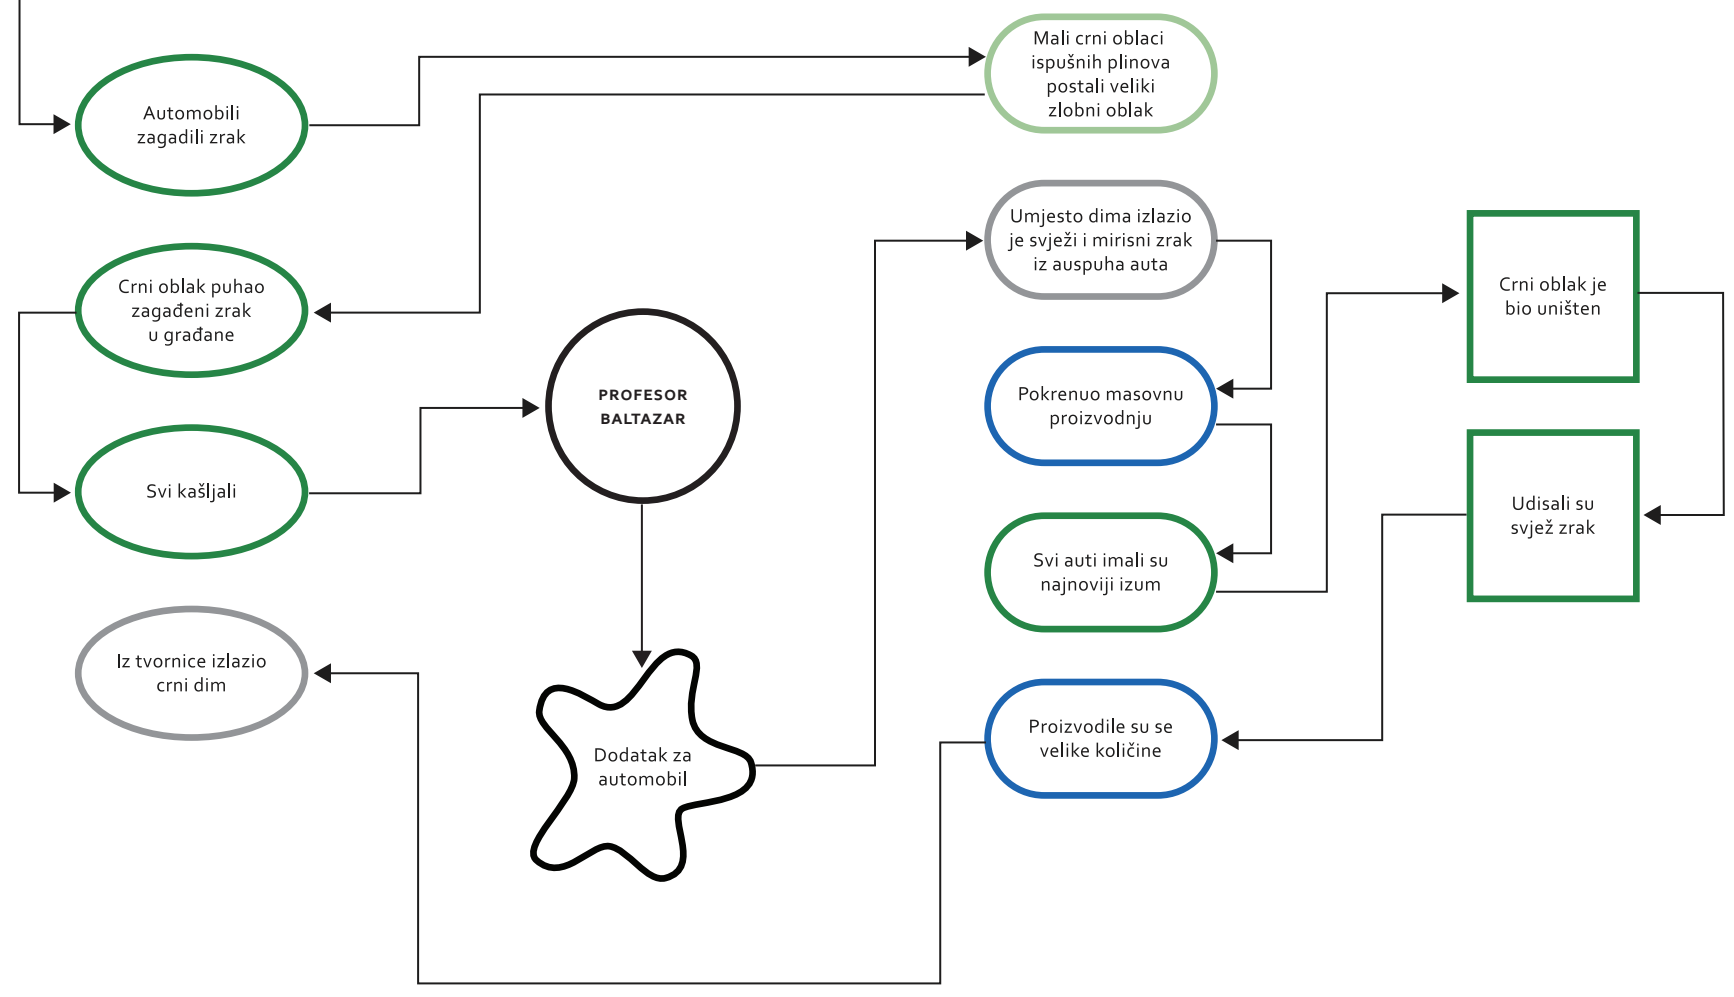 Automobili
zagadili zrak
Mali crni oblaci
ispušnih plinova
postali veliki
zlobni oblak
Crni oblak puhao
zagađeni zrak
u građane
Svi kašljali
PROFESOR
BALTAZAR
Dodatak za
automobil
Umjesto dima izlazio
je svježi i mirisni zrak
iz auspuha auta
Pokrenuo masovnu
proizvodnju
Svi auti imali su
najnoviji izum
Crni oblak je
bio uništen
Udisali su
svjež zrak
Proizvodile su se
velike količine
Iz tvornice izlazio
crni dim